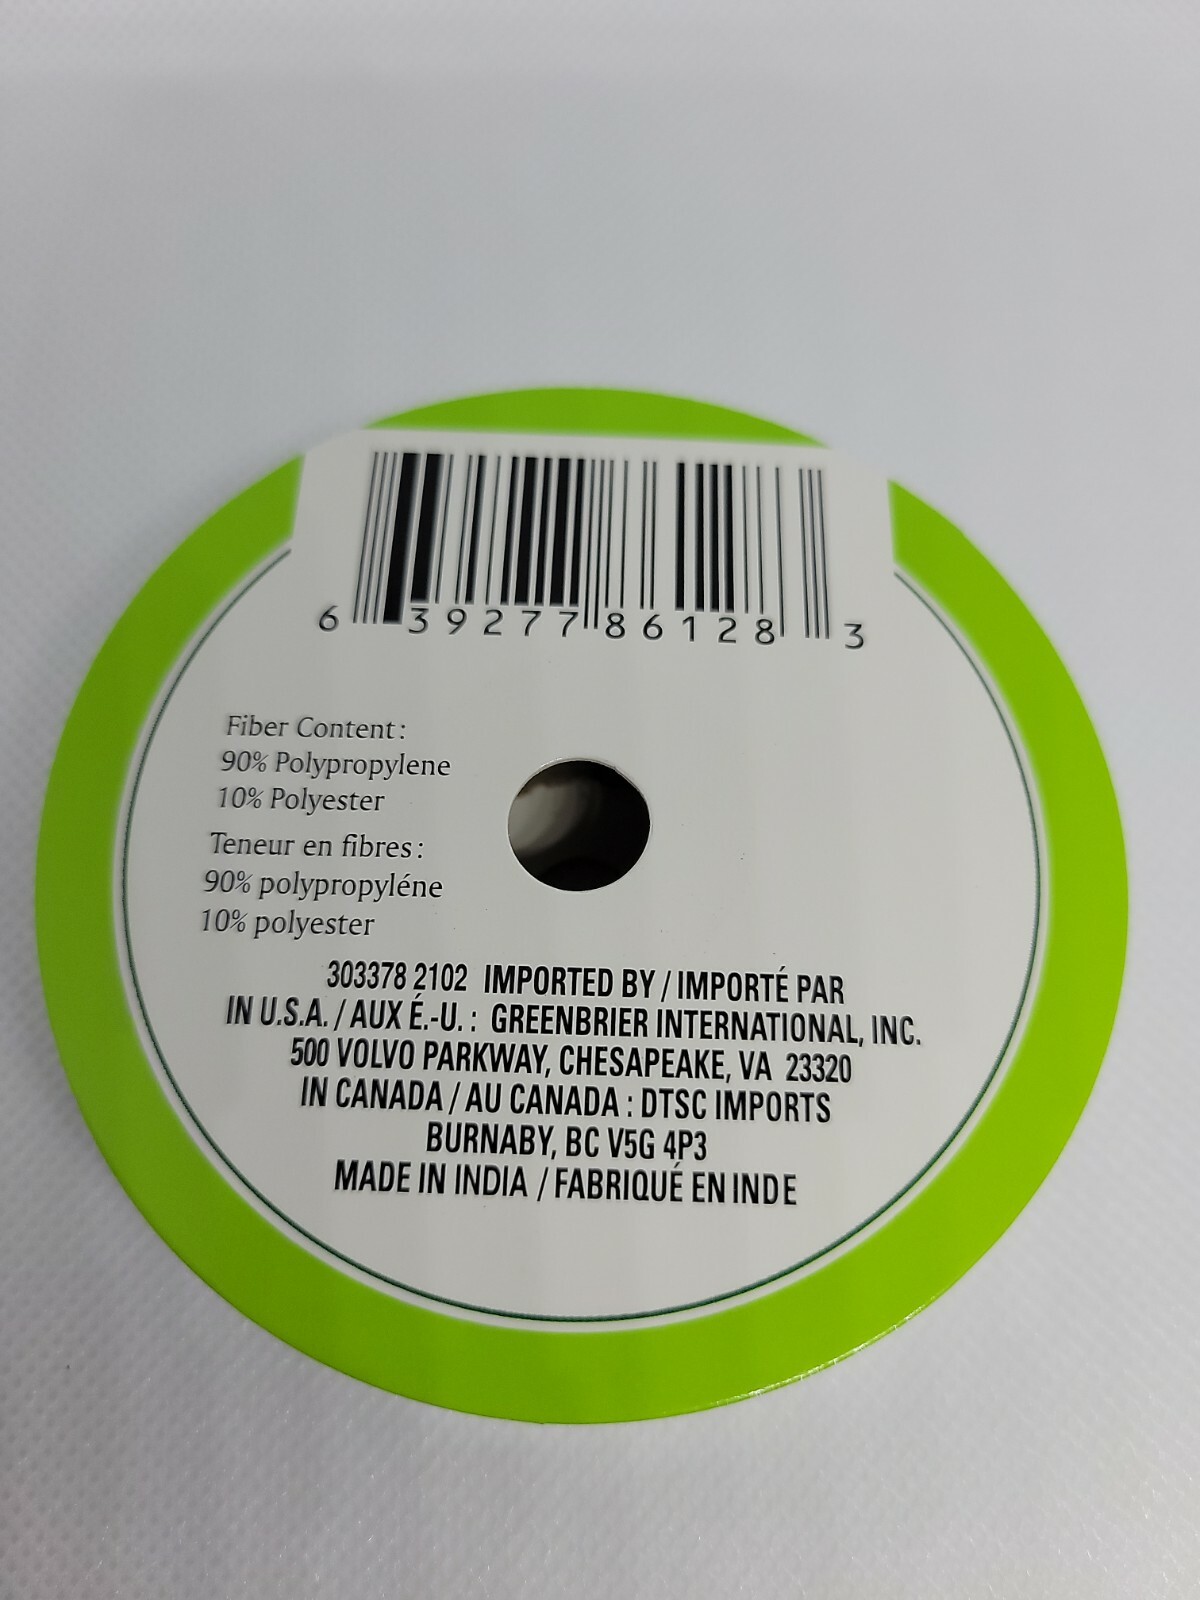 6 39277 86128 3
Fiber Content:
90% Polypropylene
10% Polyester
Teneur en fibres:
90% polypropyléne
10% polyester
303378 2102 IMPORTED BY / IMPORTÉ PAR
IN U.S.A. / AUX É.-U. : GREENBRIER INTERNATIONAL, INC.
500 VOLVO PARKWAY, CHESAPEAKE, VA 23320
IN CANADA / AU CANADA : DTSC IMPORTS
BURNABY, BC V5G 4P3
MADE IN INDIA / FABRIQUÉ EN INDE